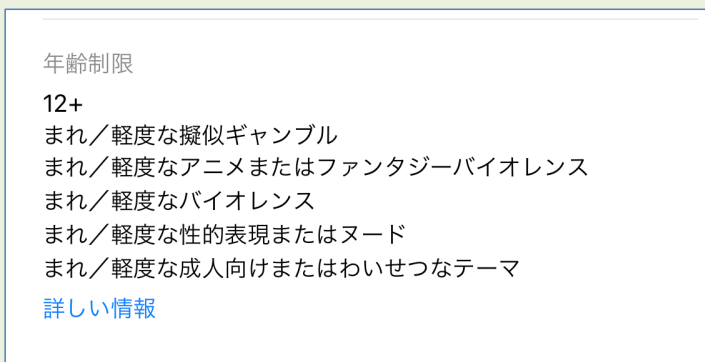 年齢制限
12+
まれ／軽度な擬似ギャンブル
まれ／軽度なアニメまたはファンタジーバイオレンス
まれ／軽度なバイオレンス
まれ／軽度な性的表現またはヌード
まれ／軽度な成人向けまたはわいせつなテーマ
詳しい情報